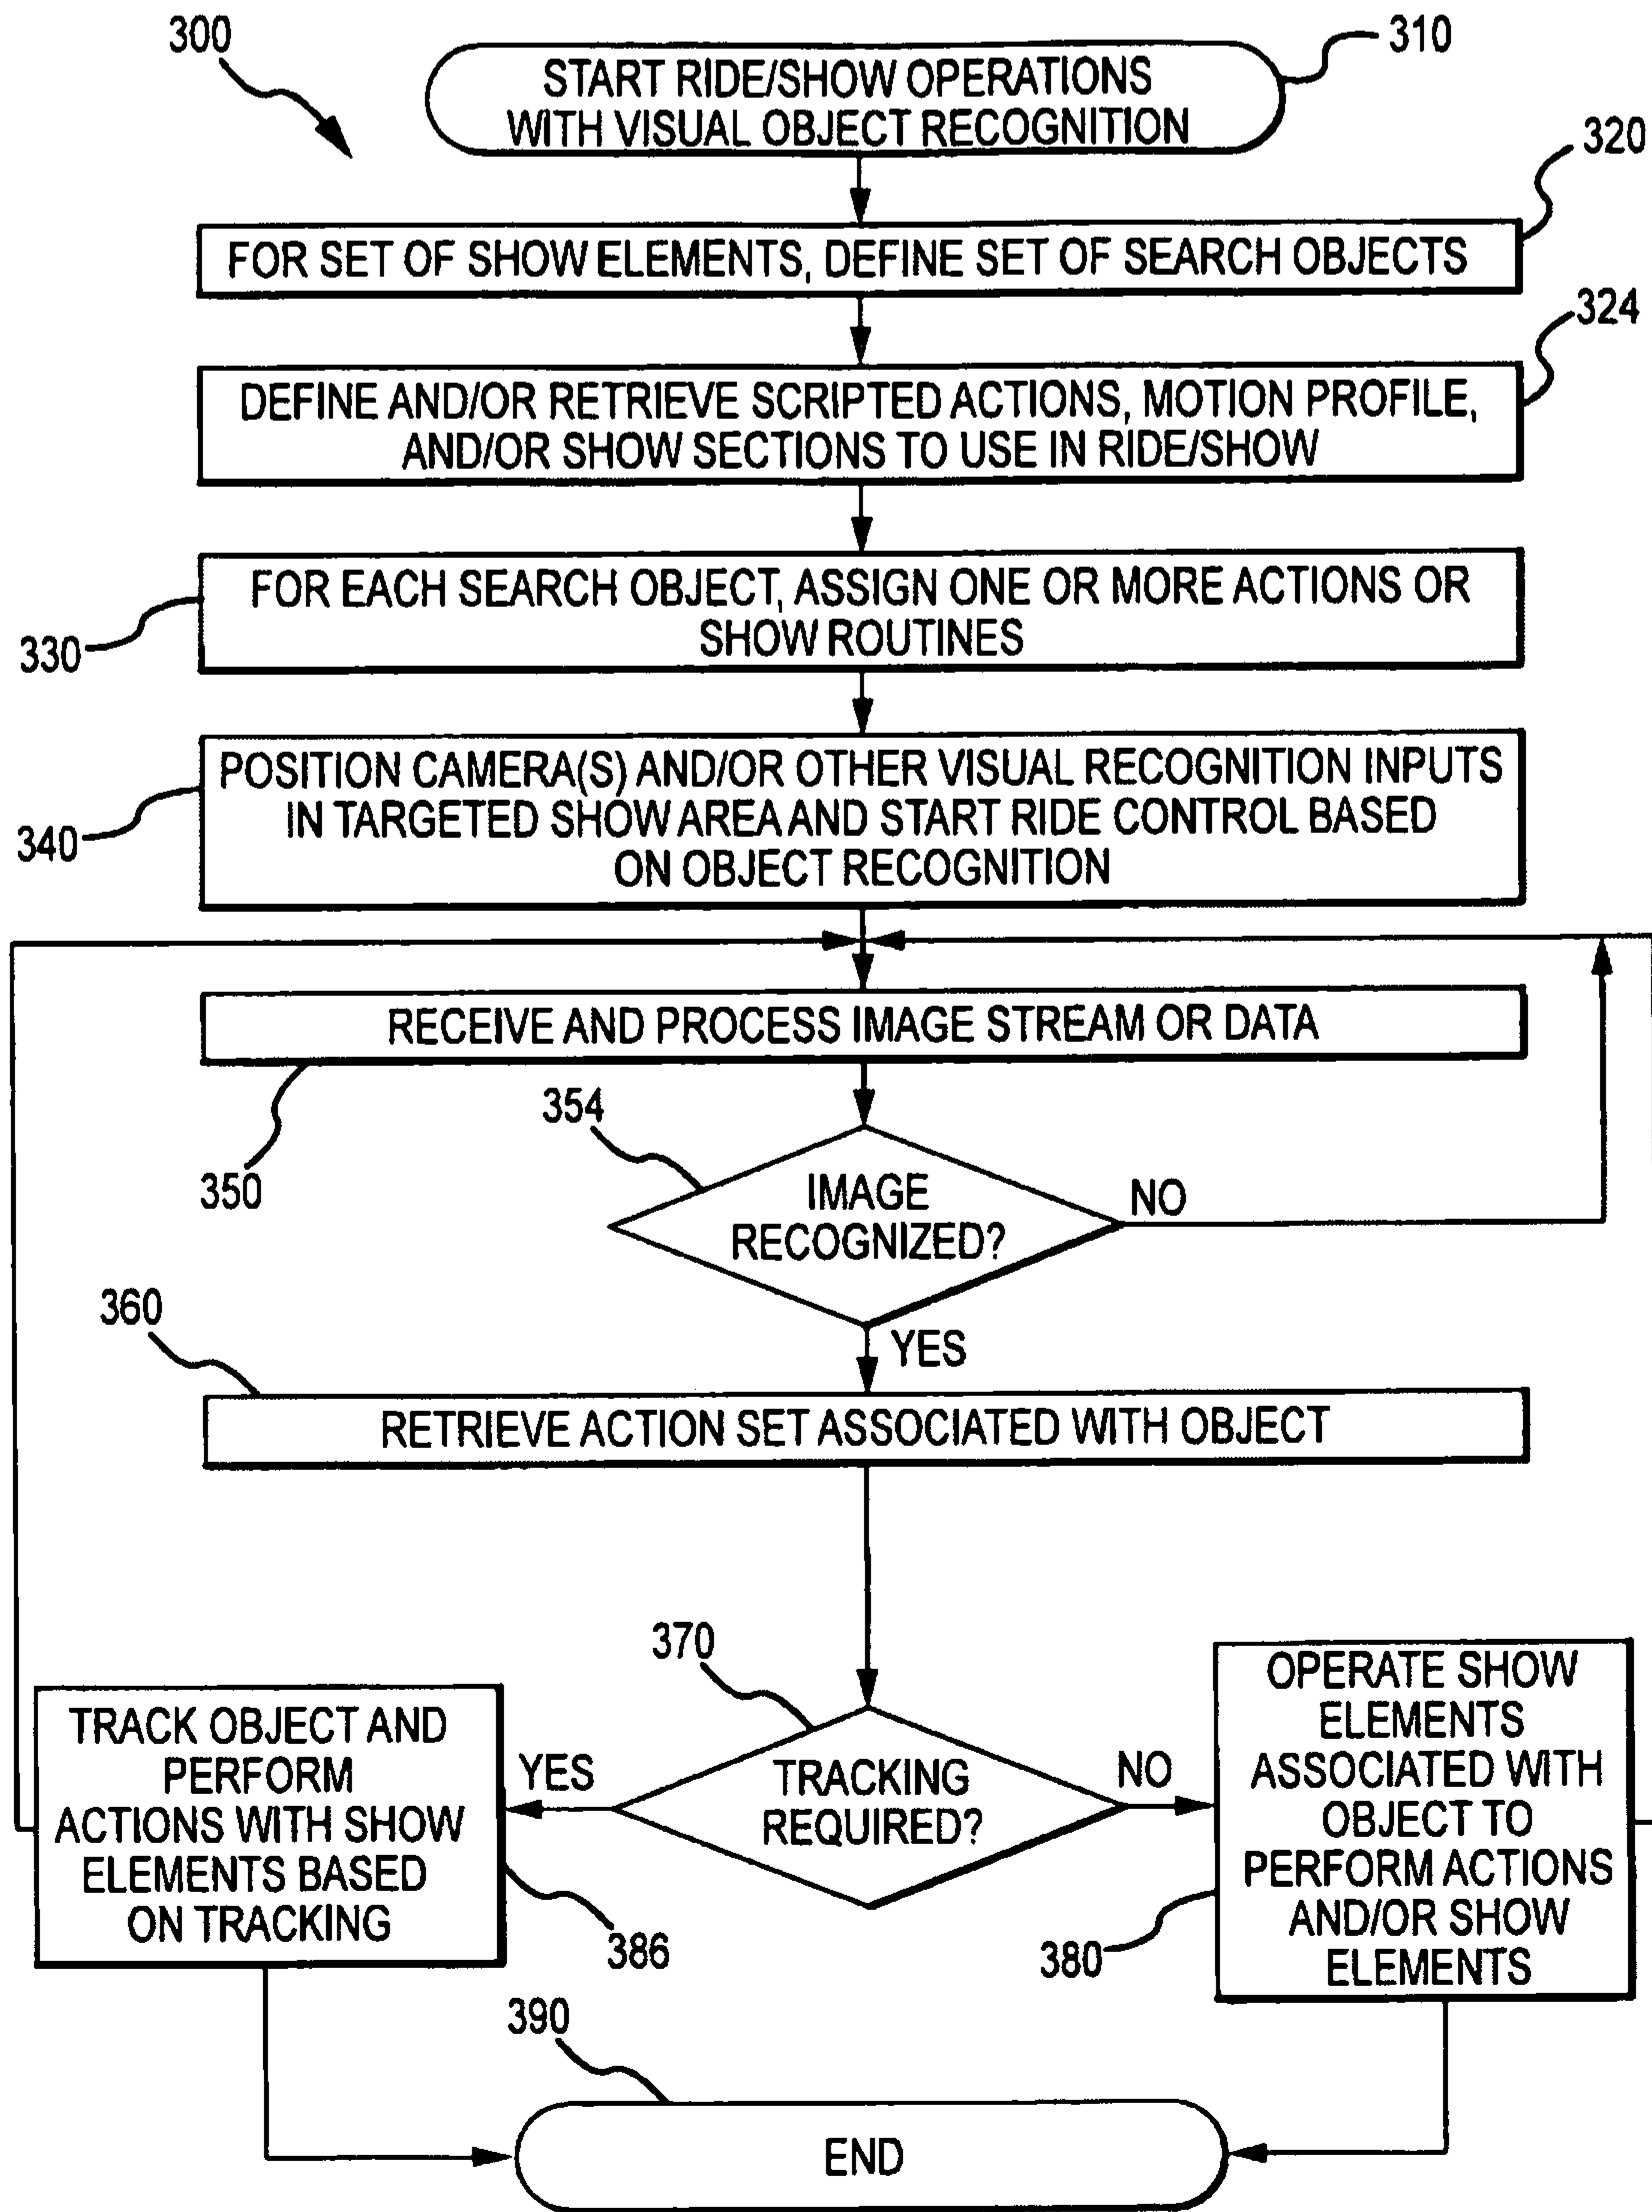 300
START RIDE/SHOW OPERATIONS
WITH VISUAL OBJECT RECOGNITION
310
FOR SET OF SHOW ELEMENTS, DEFINE SET OF SEARCH OBJECTS
320
DEFINE AND/OR RETRIEVE SCRIPTED ACTIONS, MOTION PROFILE,
AND/OR SHOW SECTIONS TO USE IN RIDE/SHOW
324
FOR EACH SEARCH OBJECT, ASSIGN ONE OR MORE ACTIONS OR
SHOW ROUTINES
330
POSITION CAMERA(S) AND/OR OTHER VISUAL RECOGNITION INPUTS
IN TARGETED SHOW AREA AND START RIDE CONTROL BASED
ON OBJECT RECOGNITION
340
RECEIVE AND PROCESS IMAGE STREAM OR DATA
350
354
IMAGE
RECOGNIZED?
NO
YES
360
RETRIEVE ACTION SET ASSOCIATED WITH OBJECT
370
TRACKING
REQUIRED?
YES
NO
TRACK OBJECT AND
PERFORM
ACTIONS WITH SHOW
ELEMENTS BASED
ON TRACKING
386
OPERATE SHOW
ELEMENTS
ASSOCIATED WITH
OBJECT TO
PERFORM ACTIONS
AND/OR SHOW
ELEMENTS
380
390
END